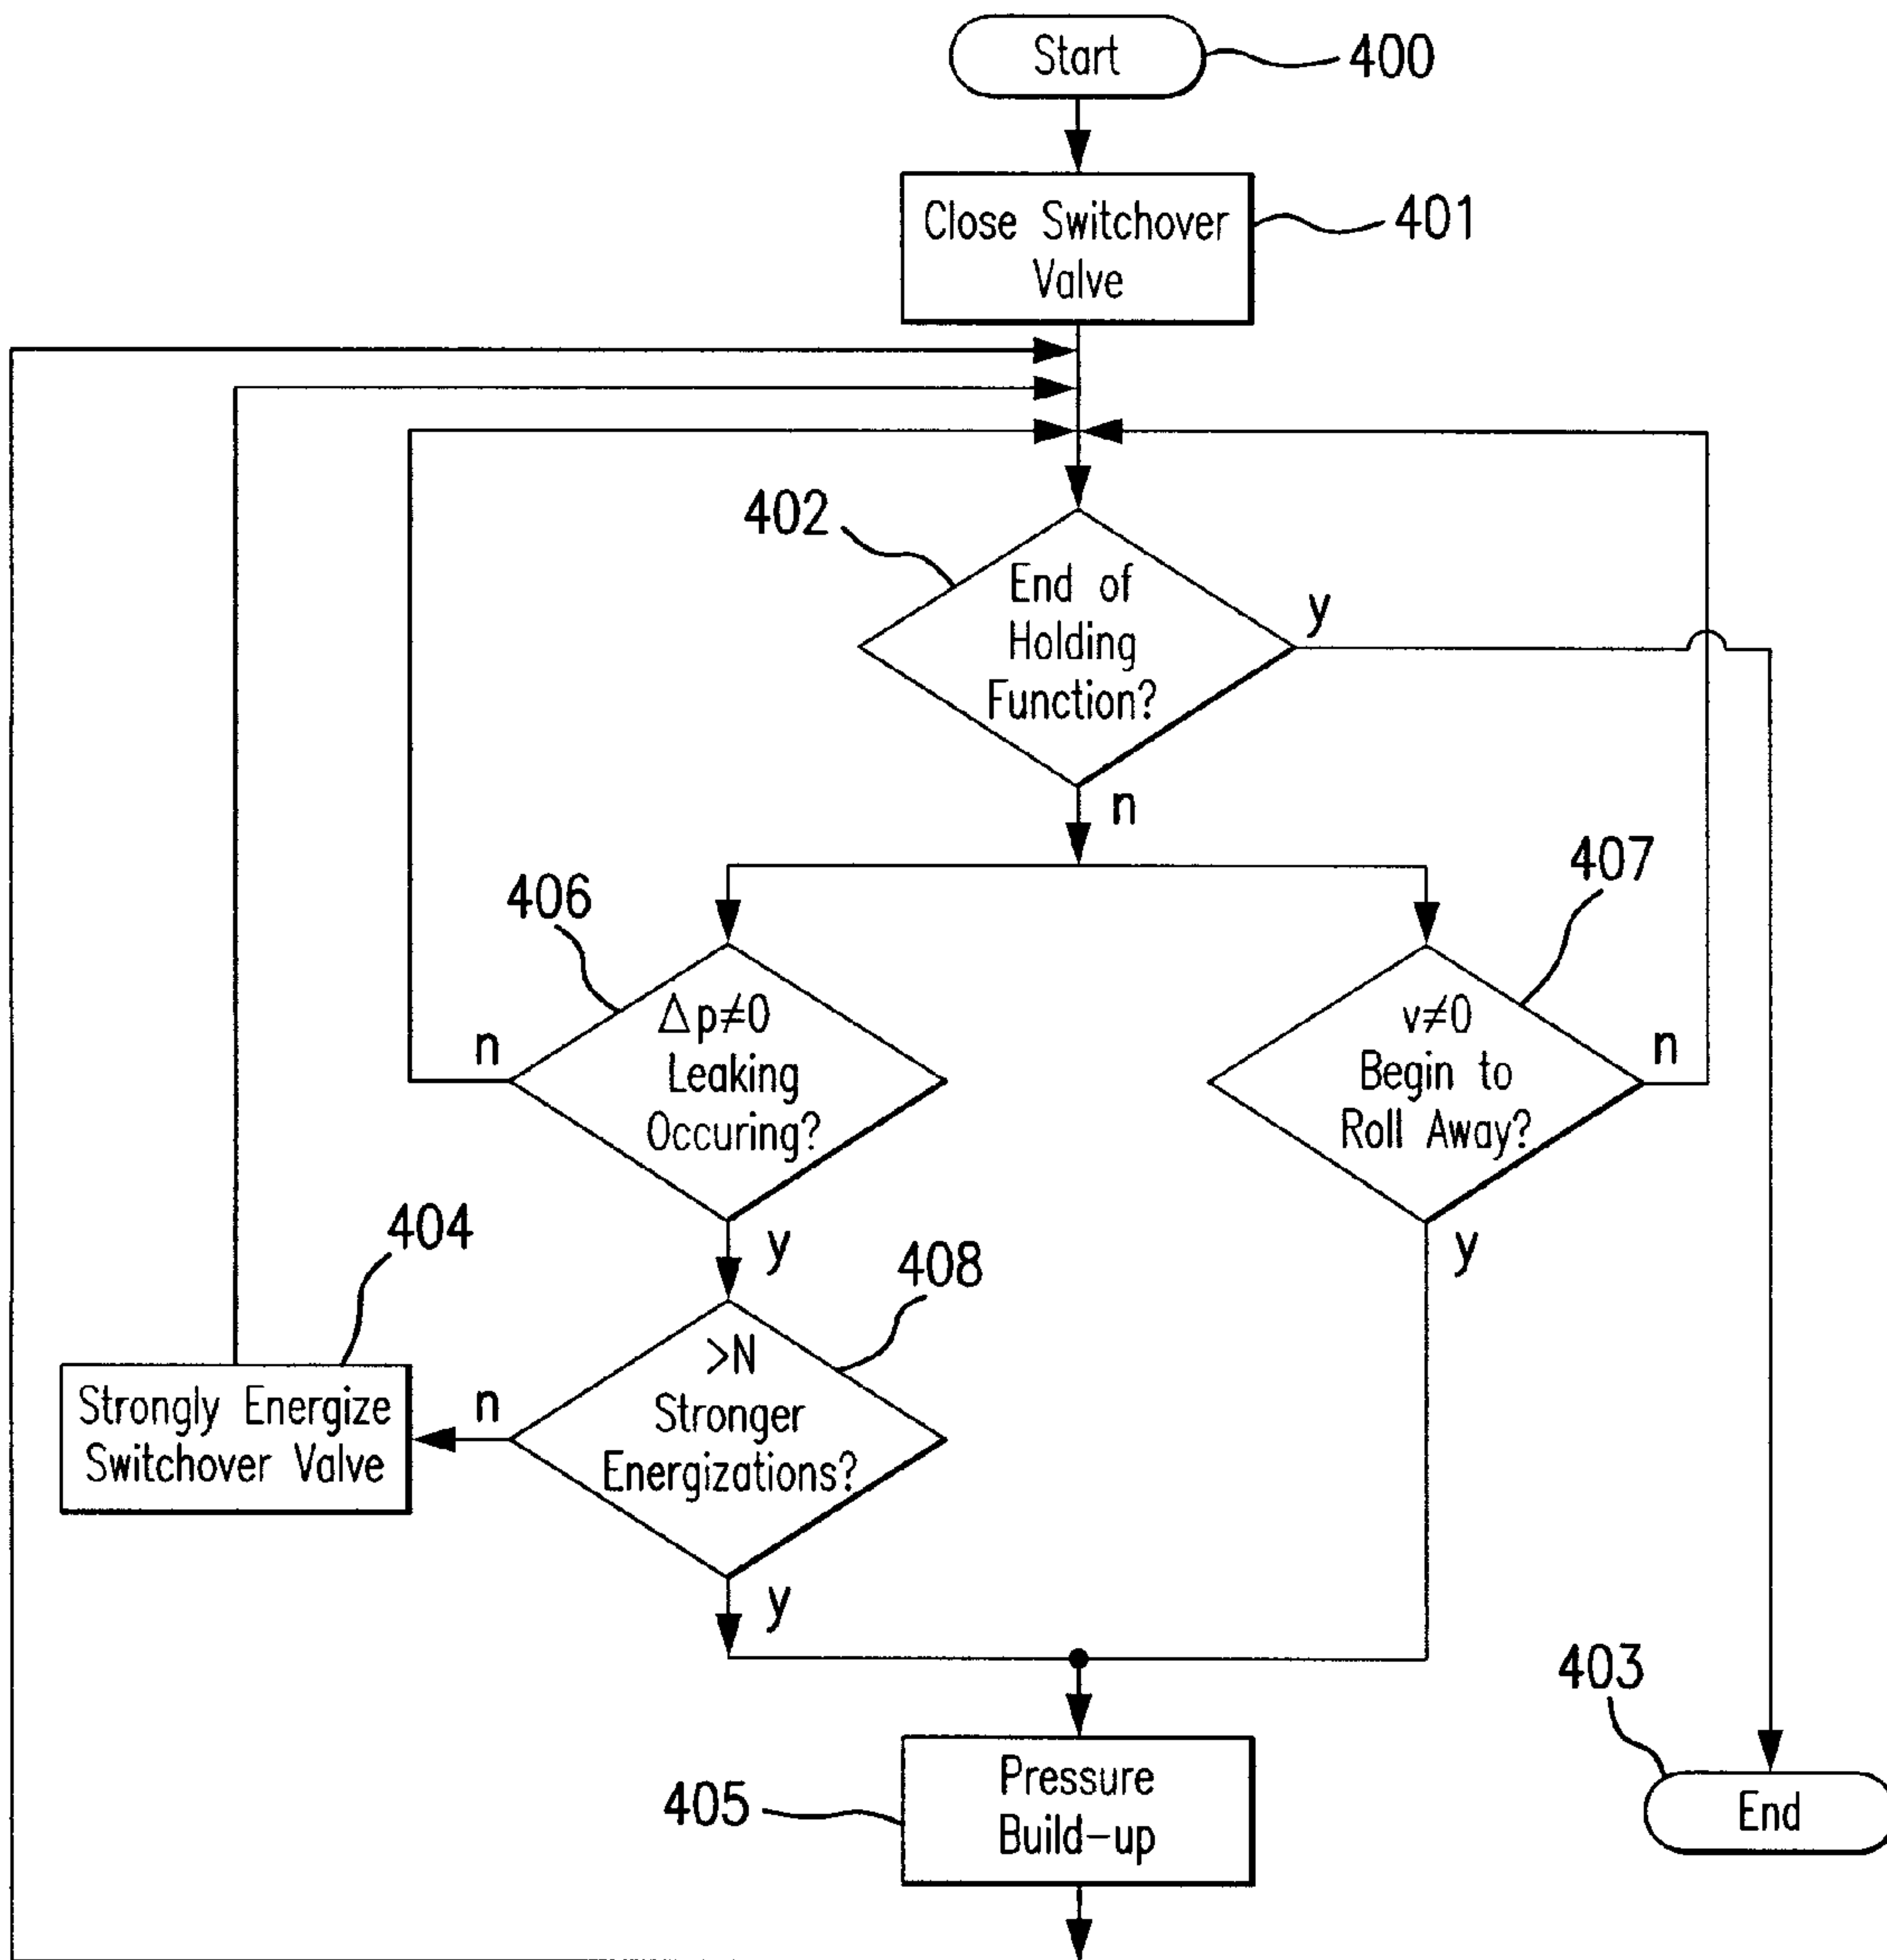 Start
400
Close Switchover
Valve
401
402
End of
Holding
Function?
y
n
406
407
Δp≠0
Leaking
Occuring?
n
v≠0
Begin to
Roll Away?
n
y
y
404
408
Strongly Energize
Switchover Valve
n
>N
Stronger
Energizations?
y
403
405
Pressure
Build-up
End